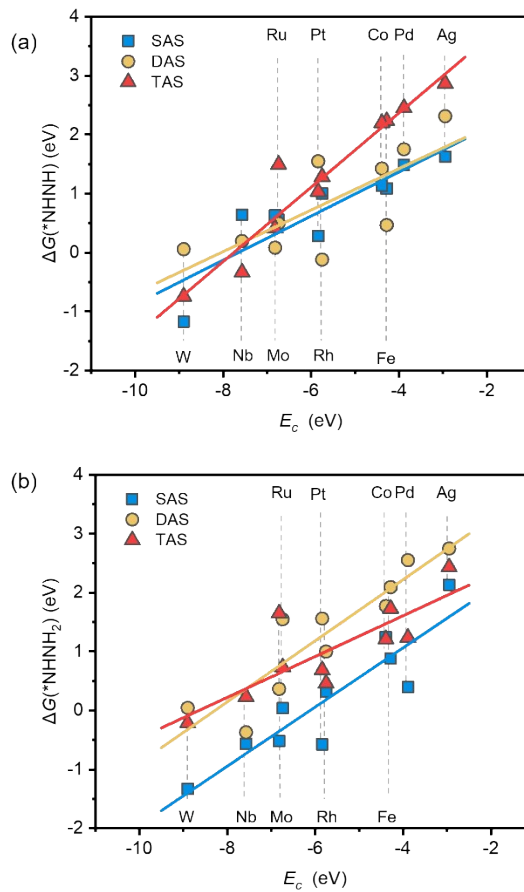 (a)
SAS
DAS
TAS
Ru
Pt
Co
Pd
Ag
4
3
2
1
0
-1
-2
ΔG(*NHNH) (eV)
W
Nb
Mo
Rh
Fe
-10
-8
-6
-4
-2
E_c (eV)
(b)
SAS
DAS
TAS
Ru
Pt
Co
Pd
Ag
4
3
2
1
0
-1
-2
ΔG(*NHNH₂) (eV)
W
Nb
Mo
Rh
Fe
-10
-8
-6
-4
-2
E_c (eV)